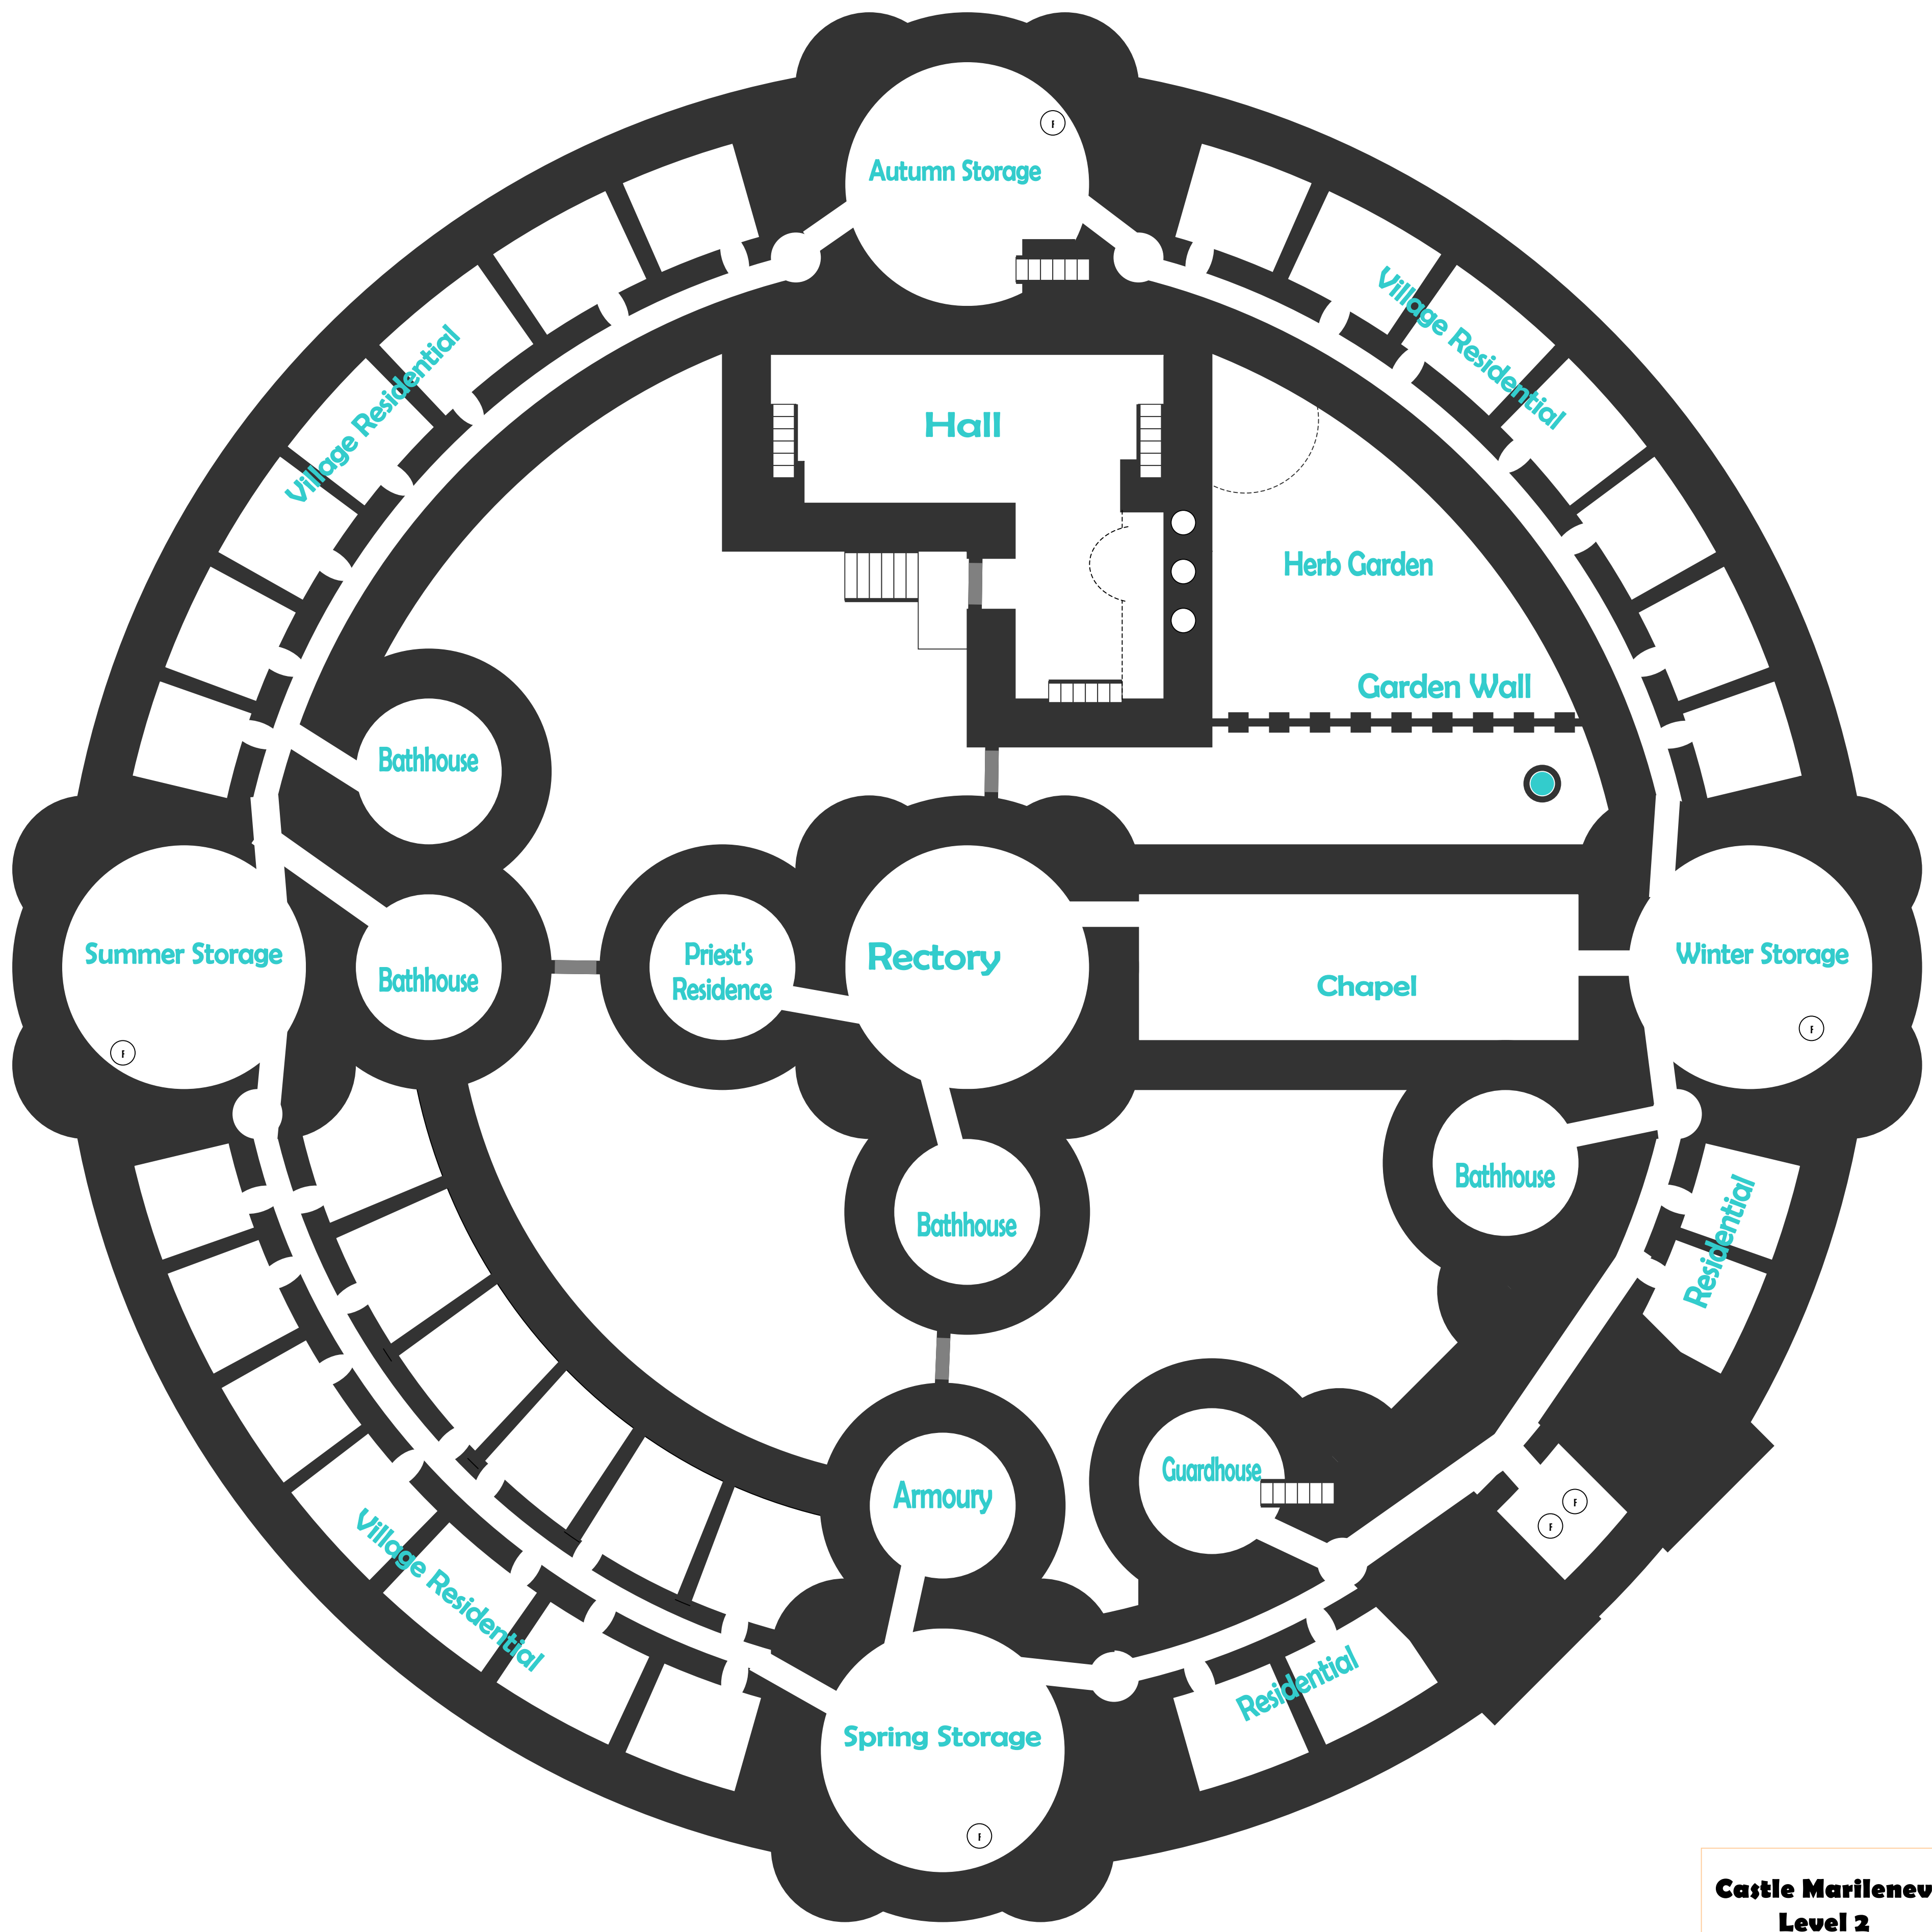 F
Autumn Storage
Village Residential
Village Residential
Hall
Herb Garden
Garden Wall
Bathhouse
Summer Storage
Bathhouse
Priest's
Residence
Rectory
Chapel
Winter Storage
F
F
Bathhouse
Bathhouse
Residential
Guardhouse
Armoury
F
F
Village Residential
Residential
Spring Storage
F
Castle Marilenev
Level 2